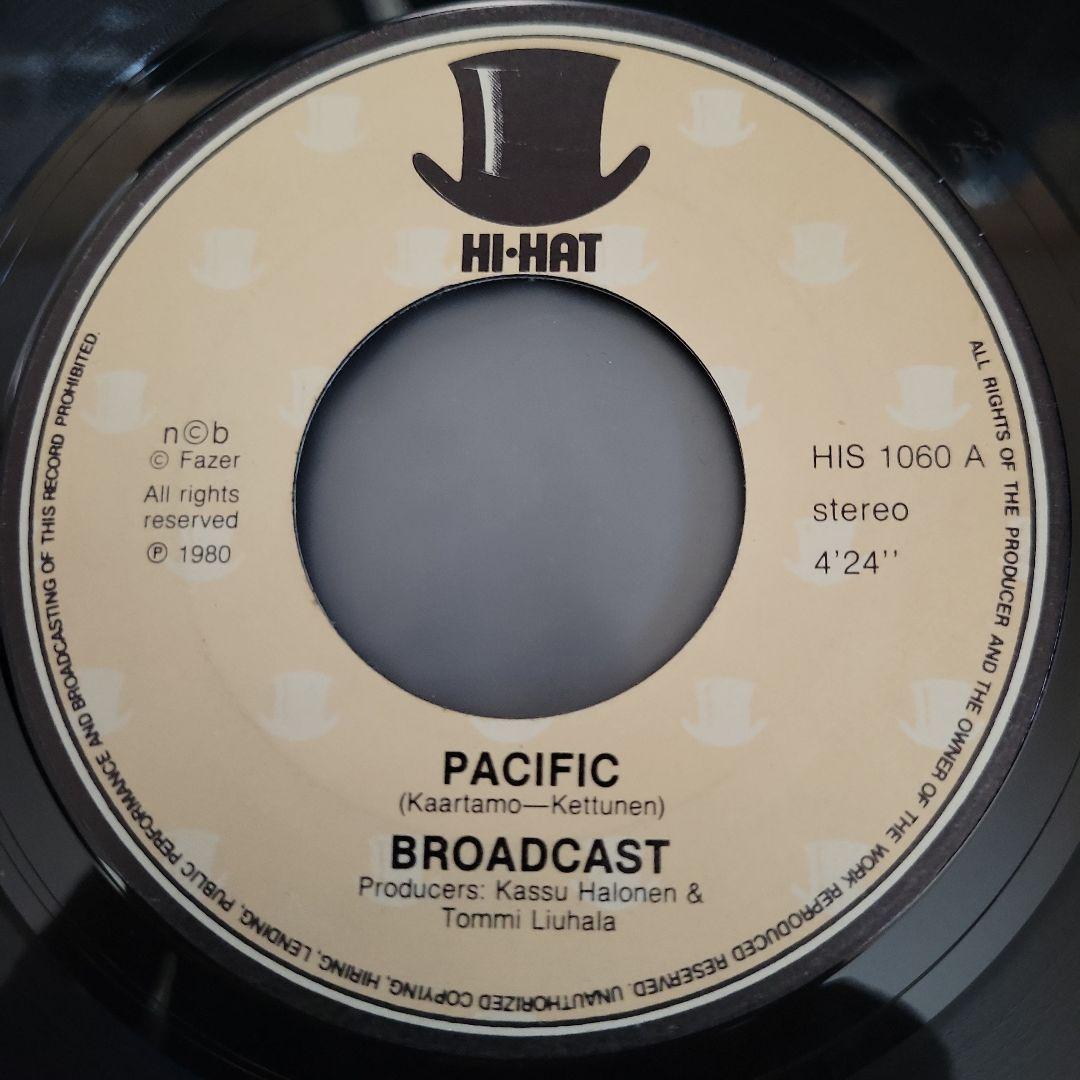 HI·HAT
n©b
© Fazer
All rights
reserved
℗ 1980
HIS 1060 A
stereo
4'24''
PACIFIC
(Kaartamo—Kettunen)
BROADCAST
Producers: Kassu Halonen &
Tommi Liuhala
ALL RIGHTS OF THE PRODUCER AND THE OWNER OF THE WORK REPRODUCED RESERVED. UNAUTHORIZED COPYING, HIRING, LENDING, PUBLIC PERFORMANCE AND BROADCASTING OF THIS RECORD PROHIBITED.